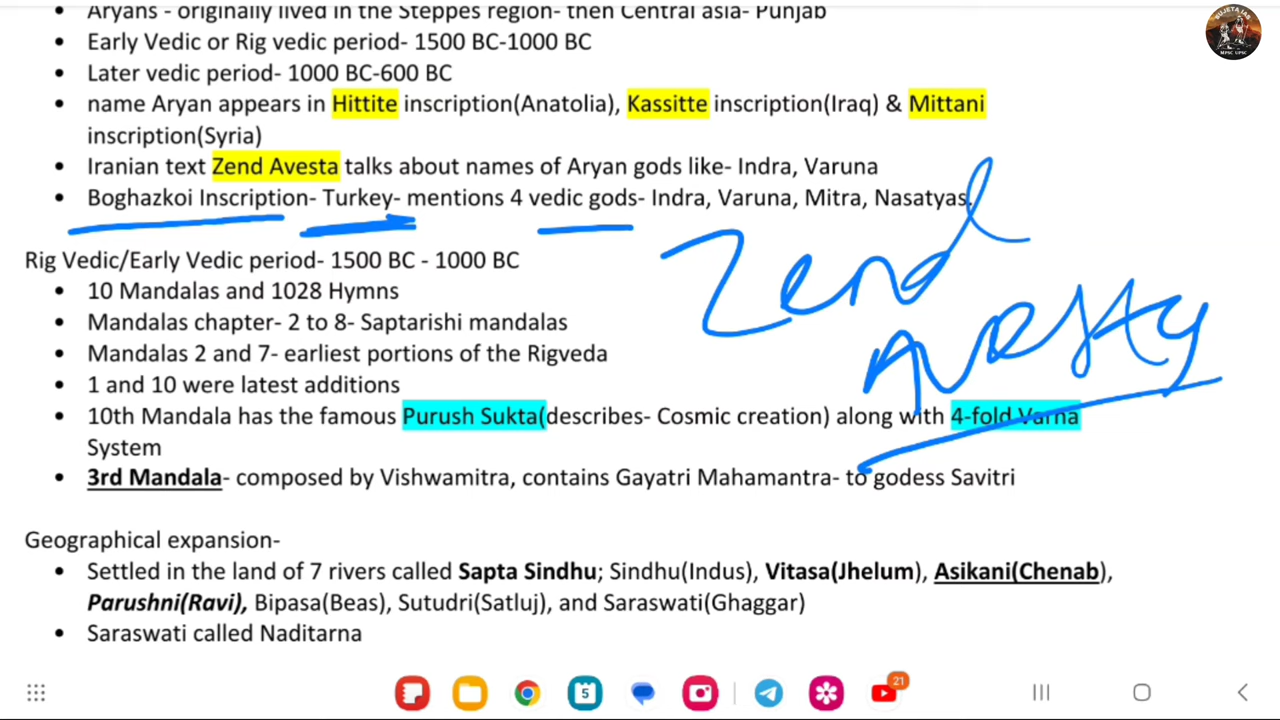 • Aryans - originally lived in the Steppes region- then Central asia- Punjab
• Early Vedic or Rig vedic period- 1500 BC-1000 BC
• Later vedic period- 1000 BC-600 BC
• name Aryan appears in Hittite inscription(Anatolia), Kassitte inscription(Iraq) & Mittani
inscription(Syria)
• Iranian text Zend Avesta talks about names of Aryan gods like- Indra, Varuna
• Boghazkoi Inscription- Turkey- mentions 4 vedic gods- Indra, Varuna, Mitra, Nasatyas.
Zend
Avesta
Rig Vedic/Early Vedic period- 1500 BC - 1000 BC
• 10 Mandalas and 1028 Hymns
• Mandalas chapter- 2 to 8- Saptarishi mandalas
• Mandalas 2 and 7- earliest portions of the Rigveda
• 1 and 10 were latest additions
• 10th Mandala has the famous Purush Sukta(describes- Cosmic creation) along with 4-fold Varna
System
• 3rd Mandala- composed by Vishwamitra, contains Gayatri Mahamantra- to godess Savitri
Geographical expansion-
• Settled in the land of 7 rivers called Sapta Sindhu; Sindhu(Indus), Vitasa(Jhelum), Asikani(Chenab),
Parushni(Ravi), Bipasa(Beas), Sutudri(Satluj), and Saraswati(Ghaggar)
• Saraswati called Naditarna
SUJETA IAS
MPSC UPSC
5
21